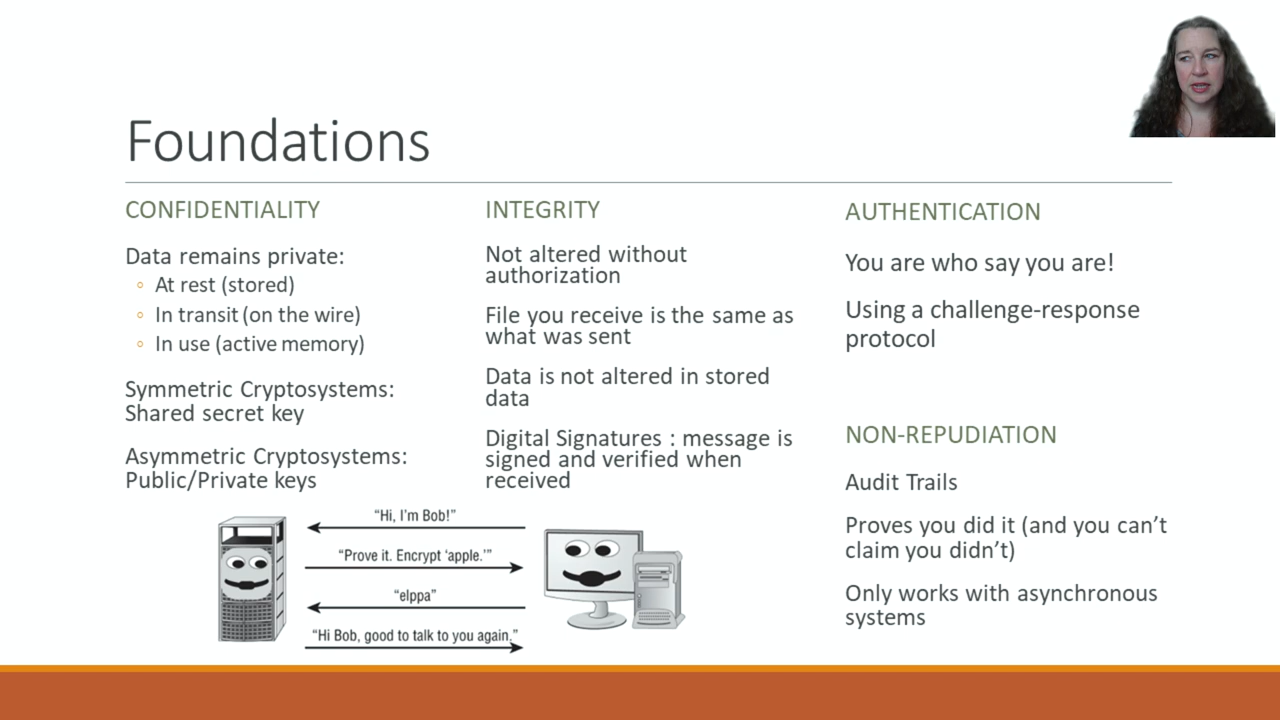 Foundations
CONFIDENTIALITY
Data remains private:
At rest (stored)
In transit (on the wire)
In use (active memory)
Symmetric Cryptosystems:
Shared secret key
Asymmetric Cryptosystems:
Public/Private keys
INTEGRITY
Not altered without
authorization
File you receive is the same as
what was sent
Data is not altered in stored
data
Digital Signatures : message is
signed and verified when
received
AUTHENTICATION
You are who say you are!
Using a challenge-response
protocol
NON-REPUDIATION
Audit Trails
Proves you did it (and you can’t
claim you didn’t)
Only works with asynchronous
systems
“Hi, I’m Bob!”
“Prove it. Encrypt ‘apple.’”
“elppa”
“Hi Bob, good to talk to you again.”